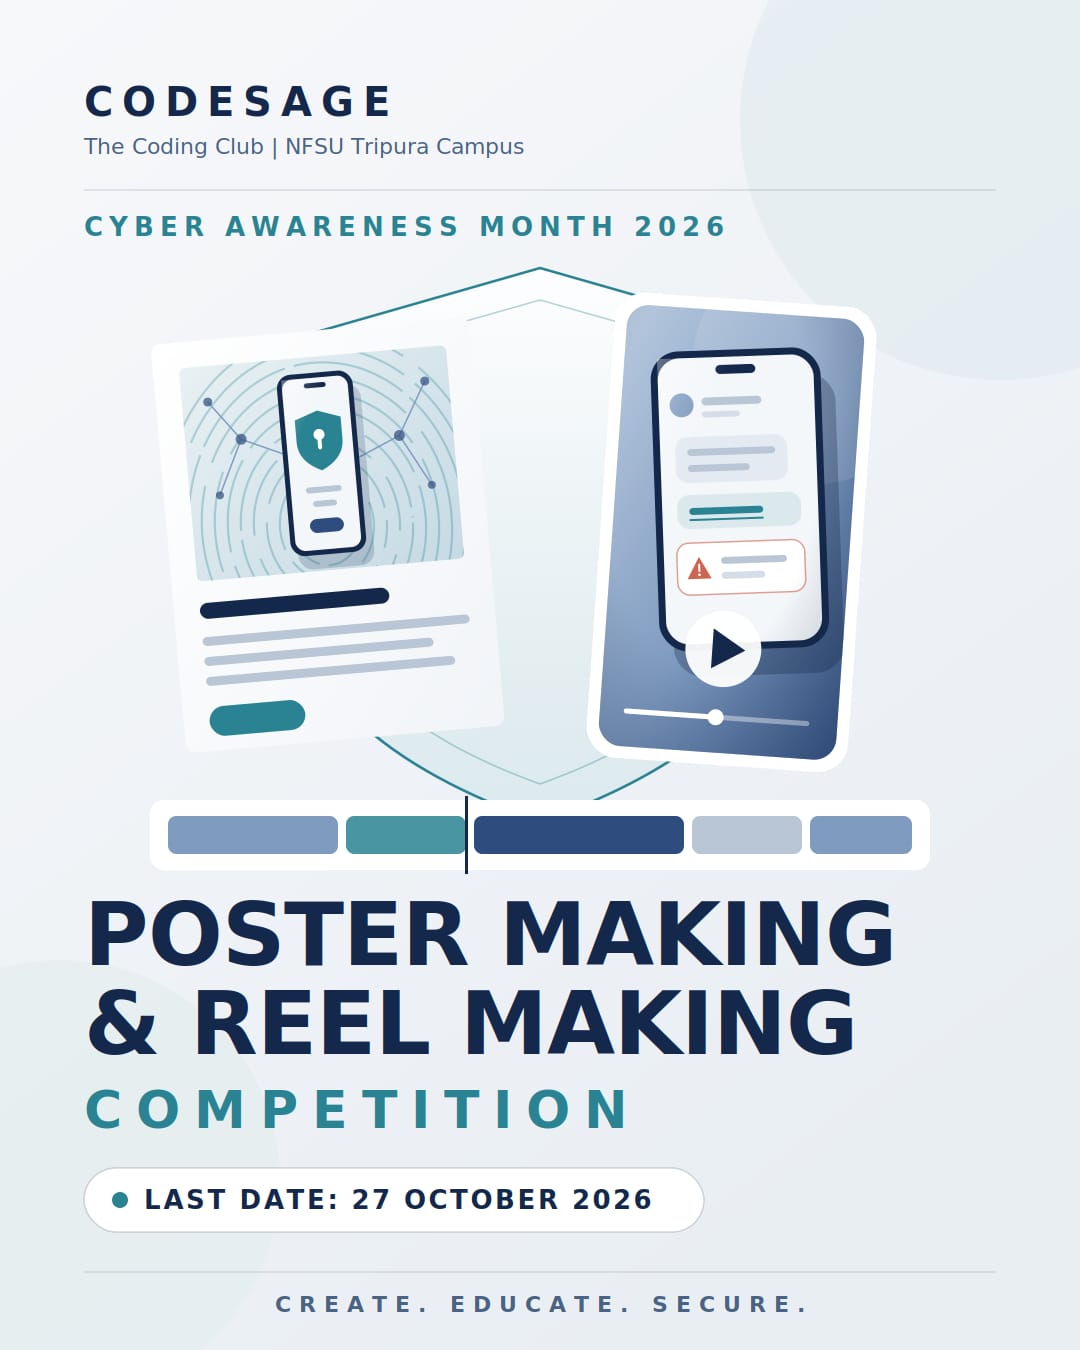 CODESAGE
The Coding Club | NFSU Tripura Campus
CYBER AWARENESS MONTH 2026
POSTER MAKING
& REEL MAKING
COMPETITION
LAST DATE: 27 OCTOBER 2026
CREATE. EDUCATE. SECURE.